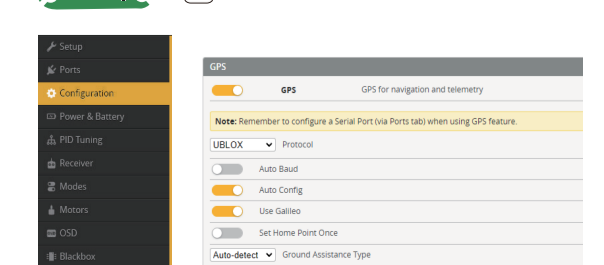 Setup
Ports
Configuration
Power & Battery
PID Tuning
Receiver
Modes
Motors
OSD
Blackbox
GPS
GPS GPS for navigation and telemetry
Note: Remember to configure a Serial Port (via Ports tab) when using GPS feature.
UBLOX Protocol
Auto Baud
Auto Config
Use Galileo
Set Home Point Once
Auto-detect Ground Assistance Type